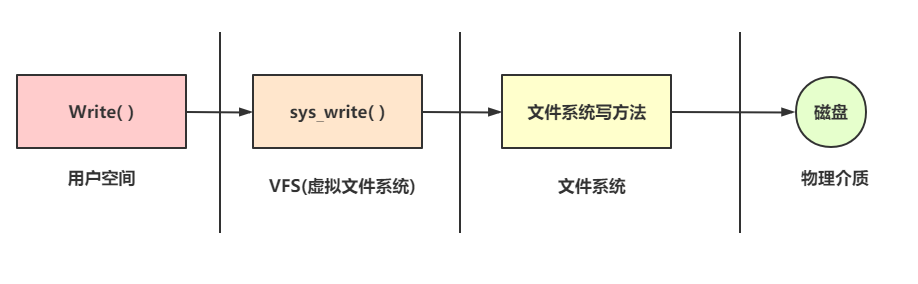 Write( )
sys_write( )
文件系统写方法
磁盘
用户空间
VFS(虚拟文件系统)
文件系统
物理介质